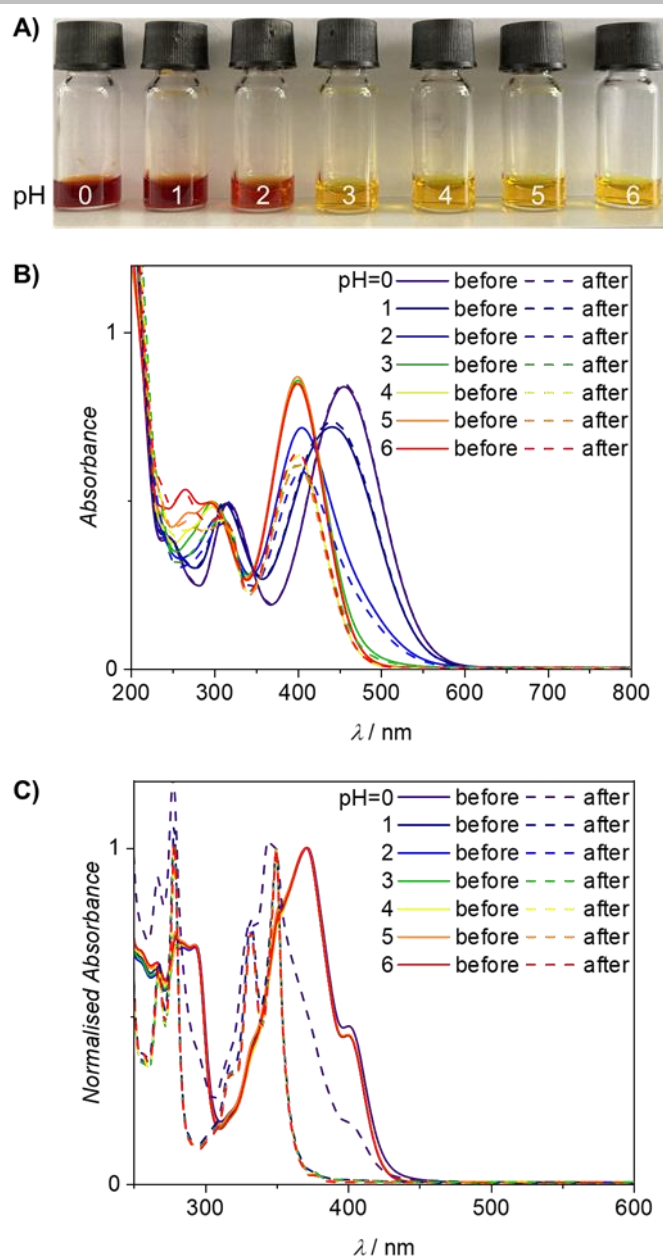 A)
pH 0 1 2 3 4 5 6
B)
pH=0 before after
1 before after
2 before after
3 before after
4 before after
5 before after
6 before after
1
0
Absorbance
200 300 400 500 600 700 800
λ / nm
C)
pH=0 before after
1 before after
2 before after
3 before after
4 before after
5 before after
6 before after
1
0
Normalised Absorbance
300 400 500 600
λ / nm